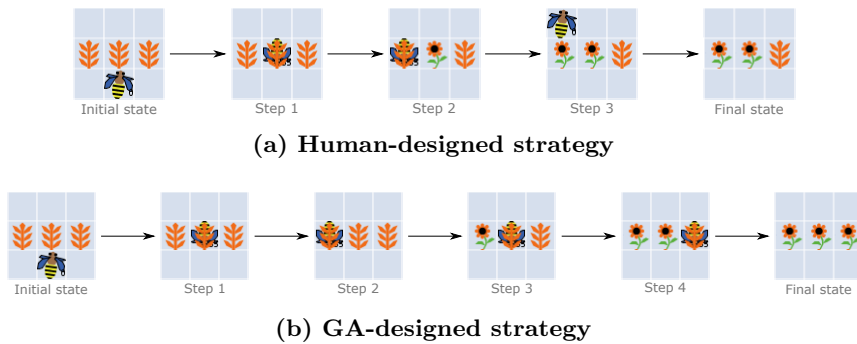 Initial state Step 1 Step 2 Step 3 Final state
(a) Human-designed strategy
Initial state Step 1 Step 2 Step 3 Step 4 Final state
(b) GA-designed strategy